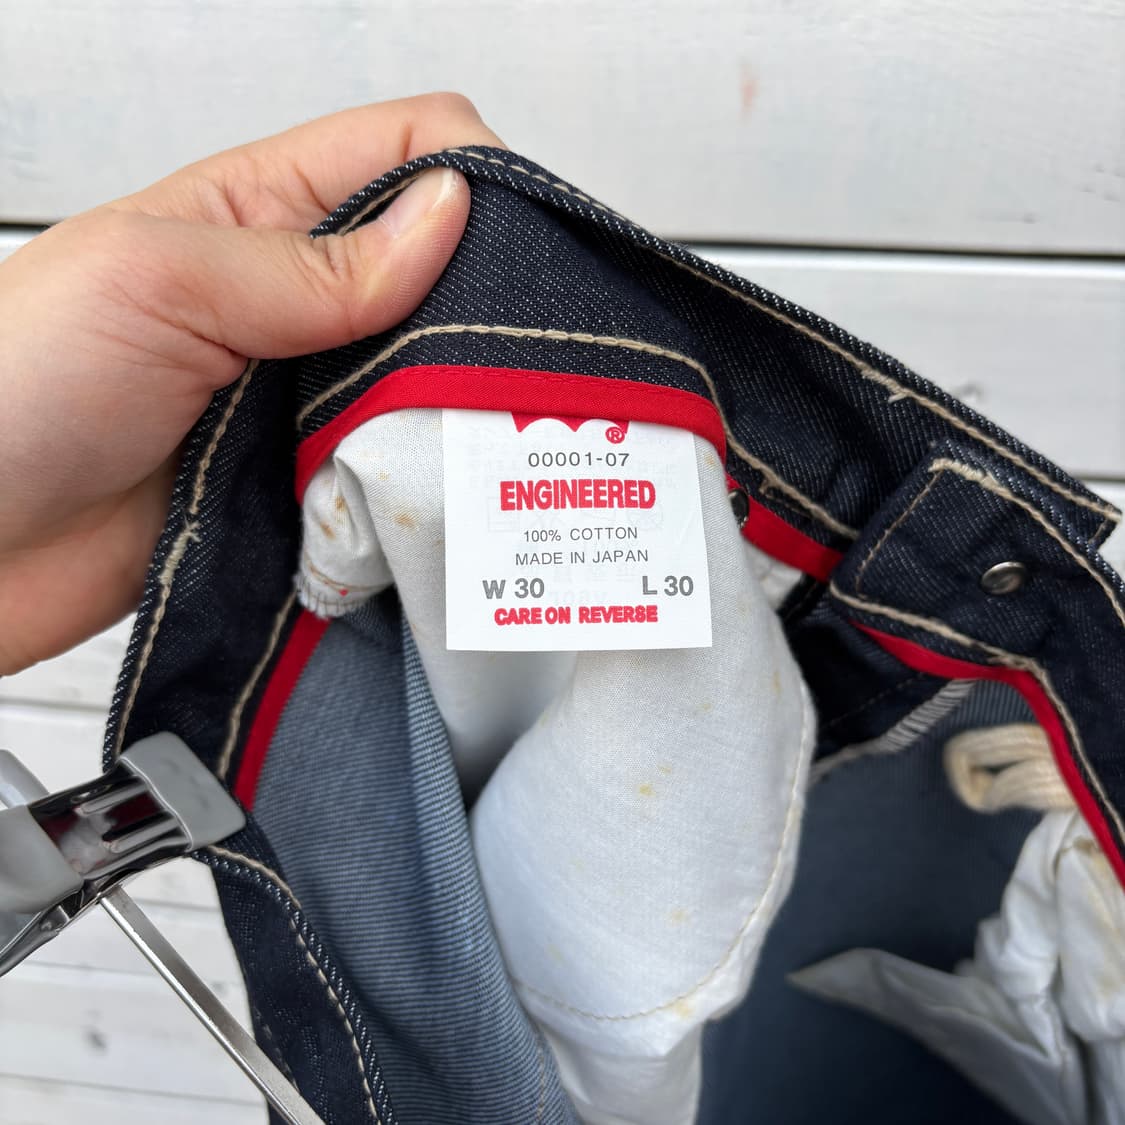 ®
00001-07
ENGINEERED
100% COTTON
MADE IN JAPAN
W 30 L 30
CARE ON REVERSE